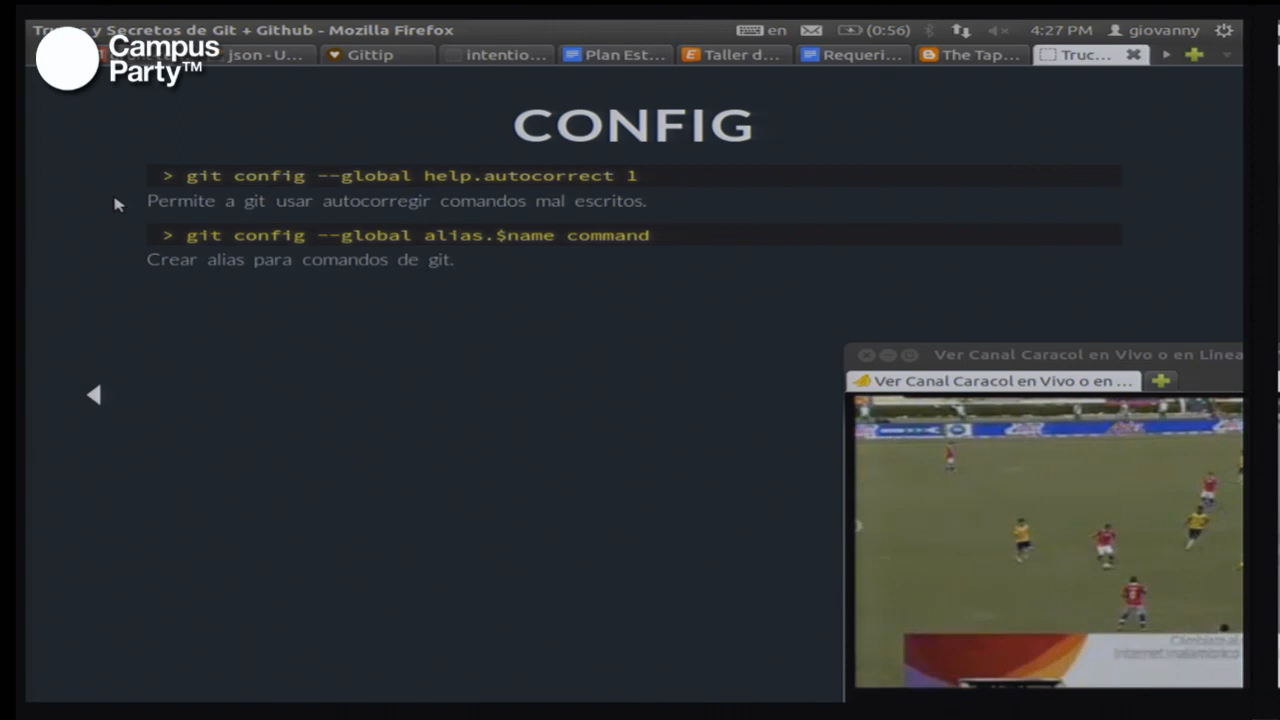 Trucos y Secretos de Git + Github - Mozilla Firefox
en
(0:56)
4:27 PM
giovanny
Campus
Party™
json - U...
Gittip
intentio...
Plan Est...
Taller d...
Requeri...
The Tap...
Truc...
CONFIG
> git config --global help.autocorrect 1
Permite a git usar autocorregir comandos mal escritos.
> git config --global alias.$name command
Crear alias para comandos de git.
Ver Canal Caracol en Vivo o en Linea
Ver Canal Caracol en Vivo o en ...
Internet inalámbrico